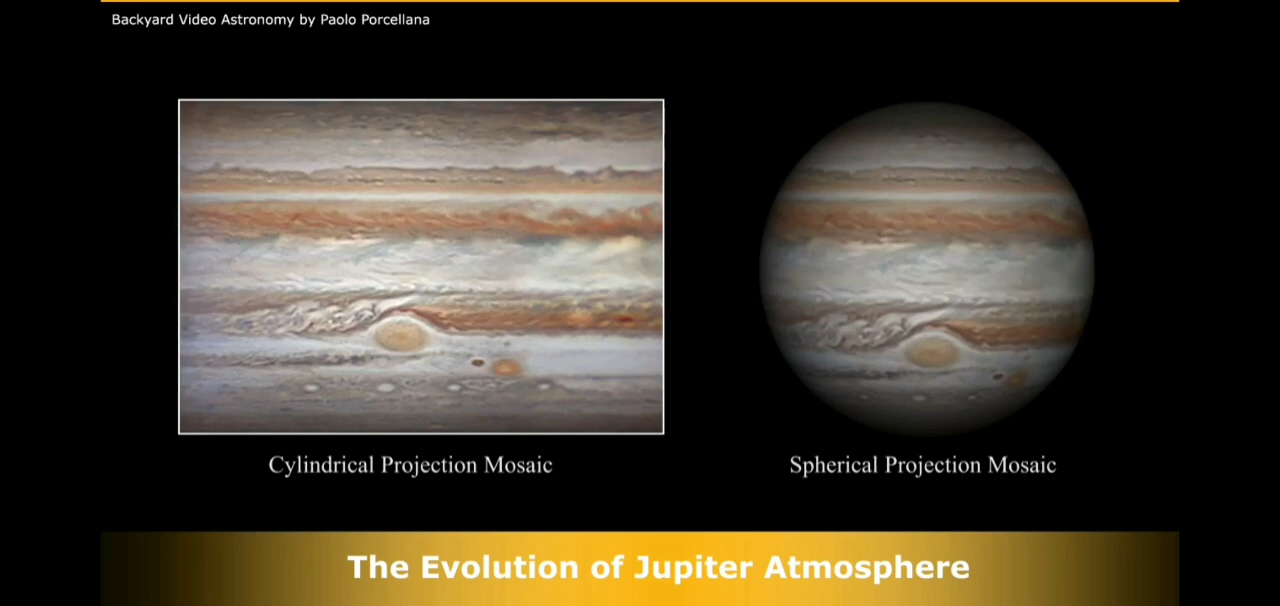 Backyard Video Astronomy by Paolo Porcellana
Cylindrical Projection Mosaic
Spherical Projection Mosaic
The Evolution of Jupiter Atmosphere